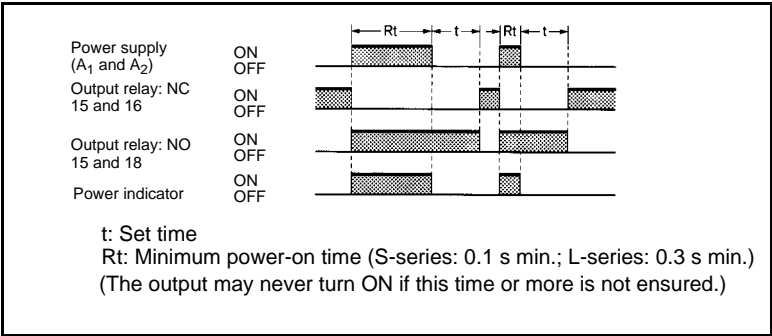 Rt t Rt t
Power supply ON
(A1 and A2) OFF
Output relay: NC ON
15 and 16 OFF
Output relay: NO ON
15 and 18 OFF
Power indicator ON
OFF
t: Set time
Rt: Minimum power-on time (S-series: 0.1 s min.; L-series: 0.3 s min.)
(The output may never turn ON if this time or more is not ensured.)